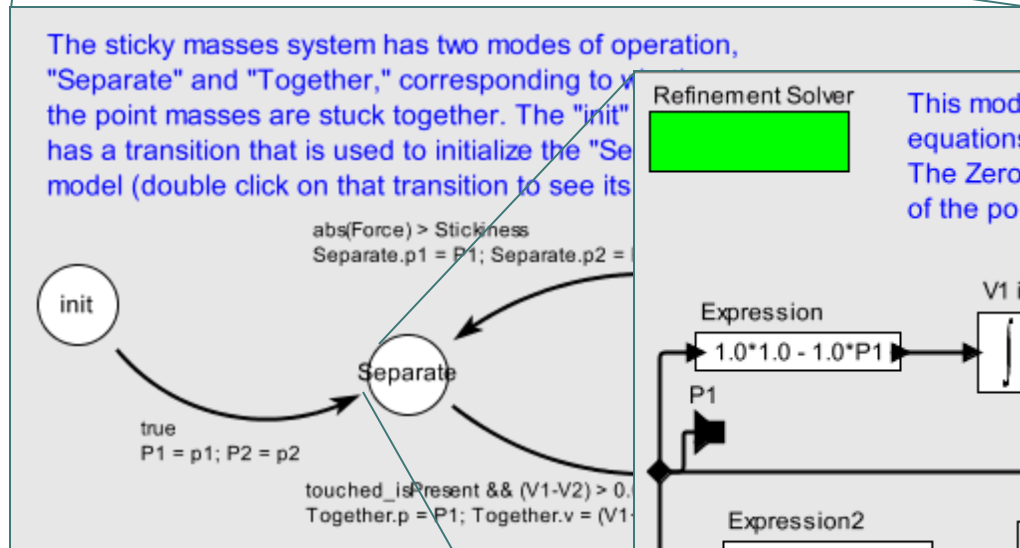 The sticky masses system has two modes of operation,
"Separate" and "Together," corresponding to
the point masses are stuck together. The "init"
has a transition that is used to initialize the "Se
model (double click on that transition to see its
abs(Force) > Stickiness
Separate.p1 = P1; Separate.p2 =
init
Separate
true
P1 = p1; P2 = p2
touched_isPresent && (V1-V2) > 0.
Together.p = P1; Together.v = (V1-
Refinement Solver
This mod
equations
The Zero
of the po
V1 i
Expression
1.0*1.0 - 1.0*P1
∫
P1
Expression2